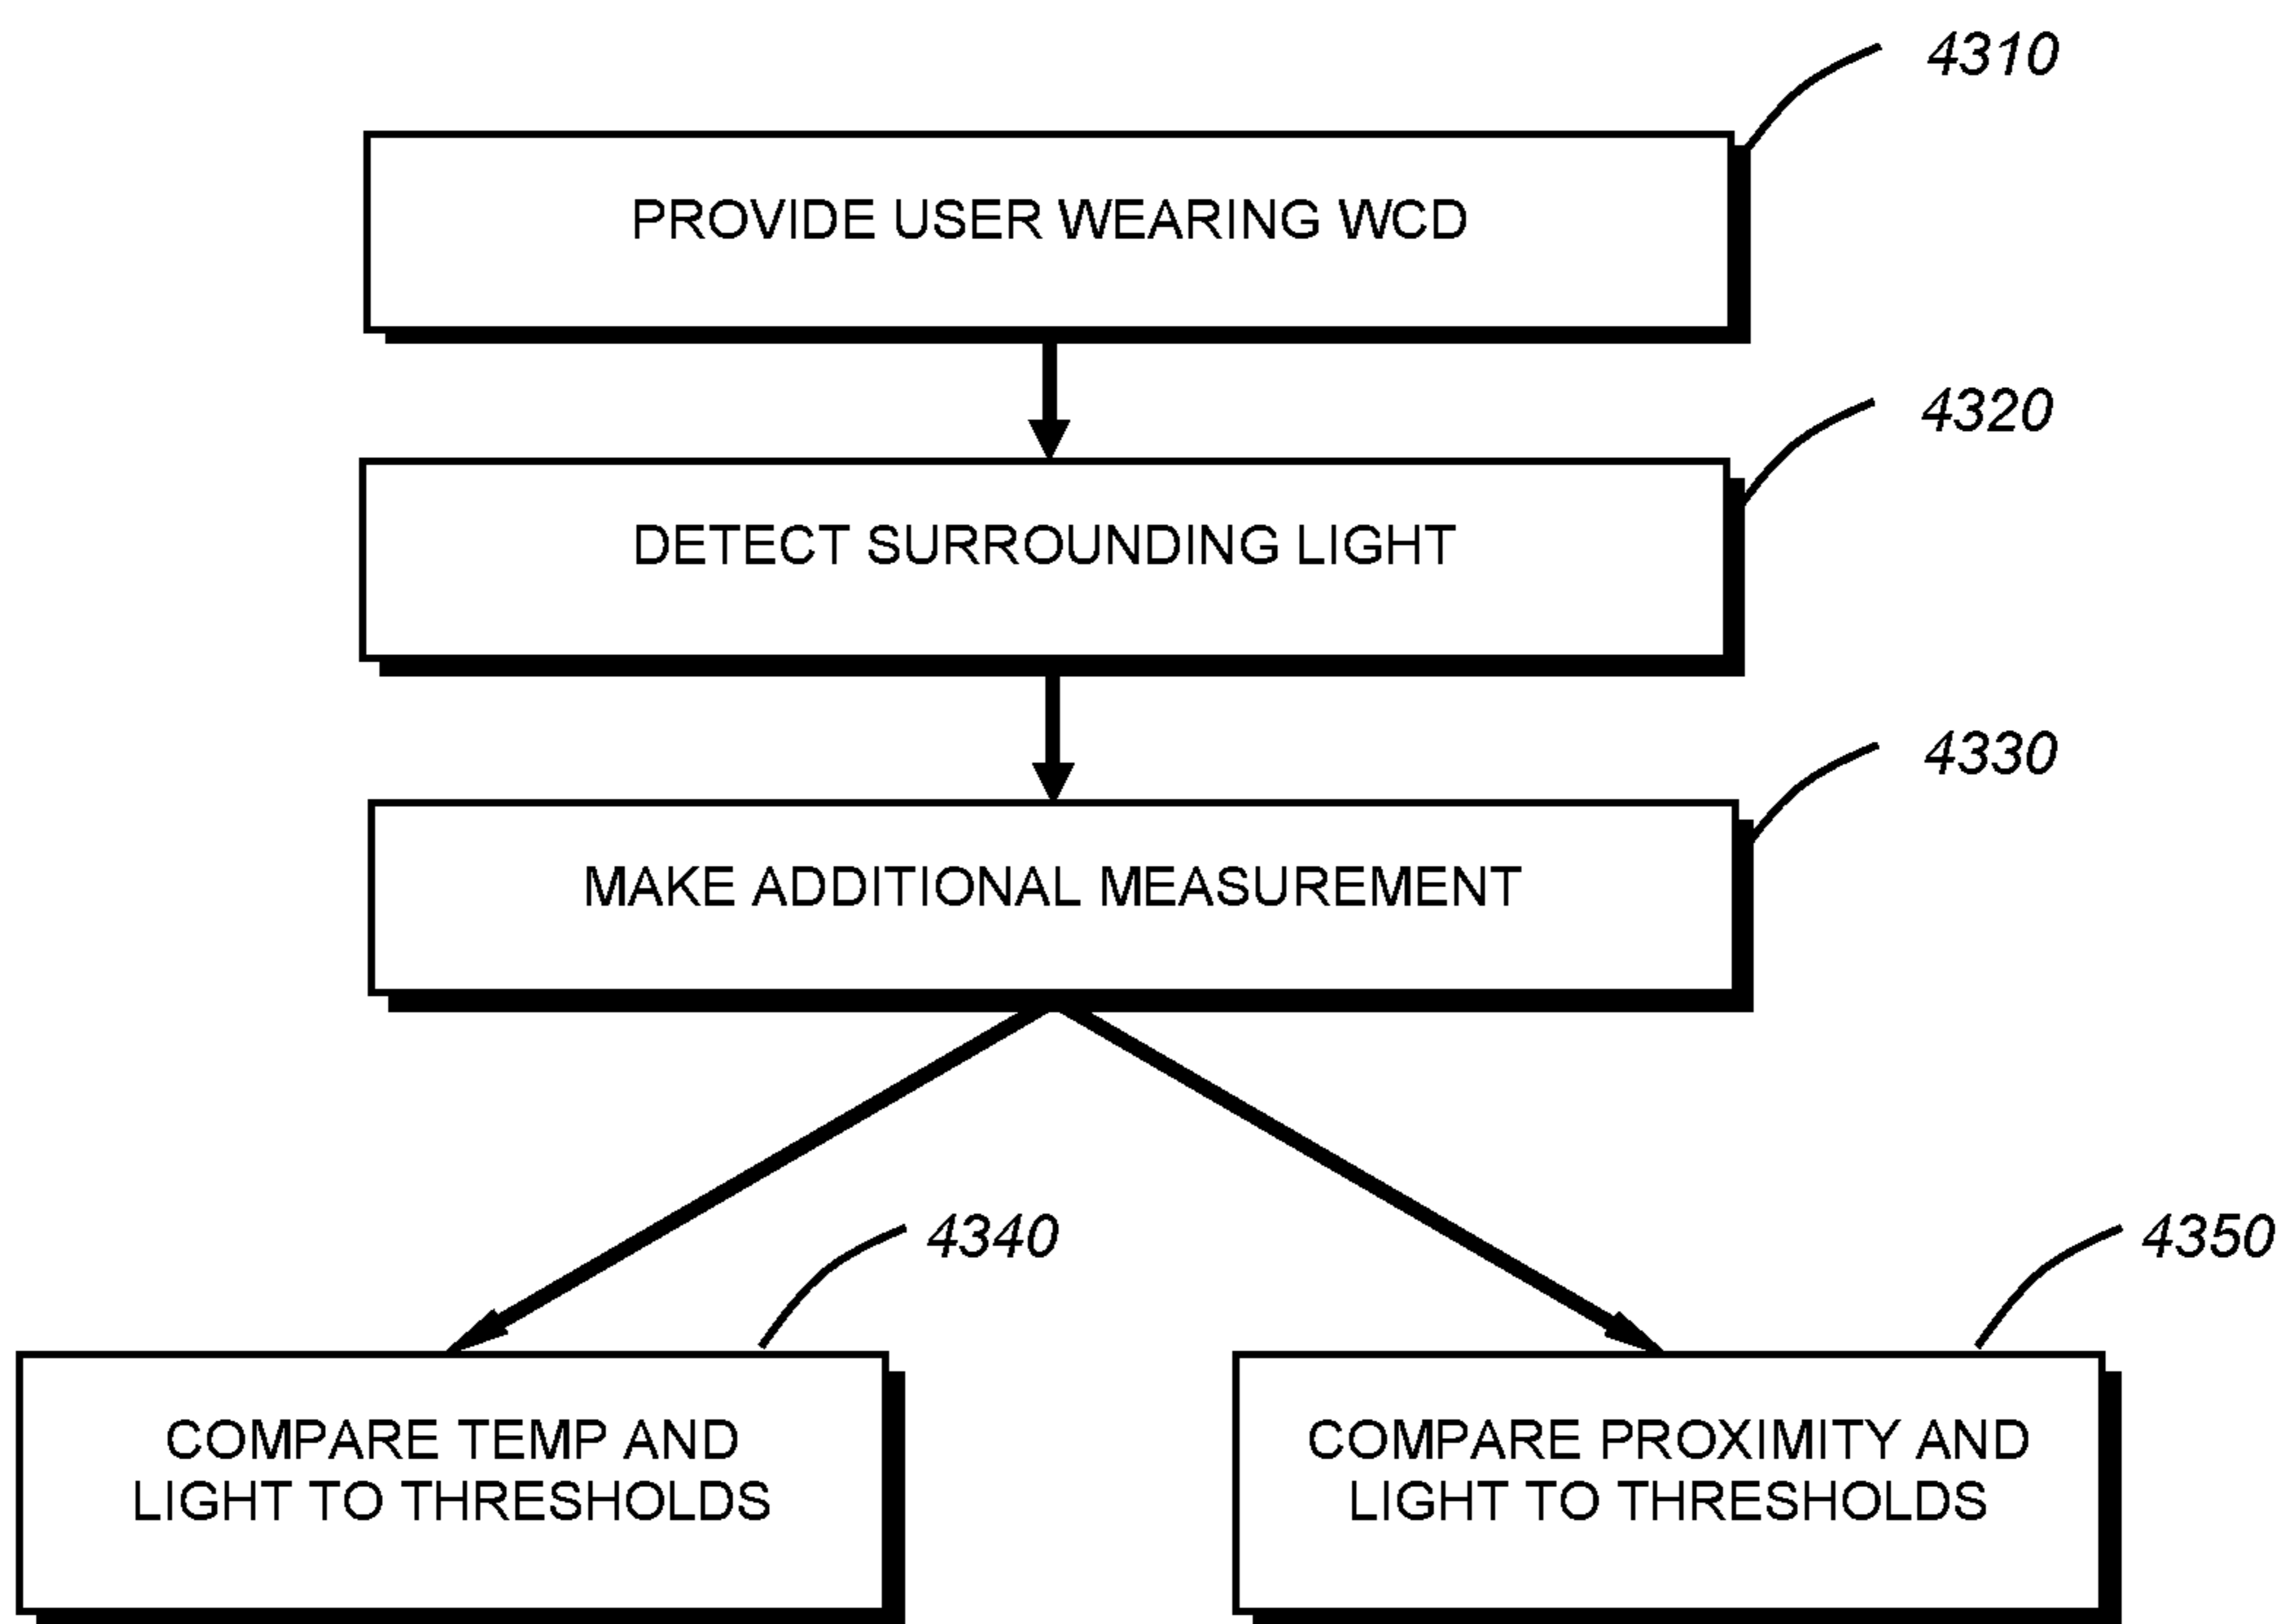 4310
PROVIDE USER WEARING WCD
4320
DETECT SURROUNDING LIGHT
4330
MAKE ADDITIONAL MEASUREMENT
4340
COMPARE TEMP AND
LIGHT TO THRESHOLDS
4350
COMPARE PROXIMITY AND
LIGHT TO THRESHOLDS